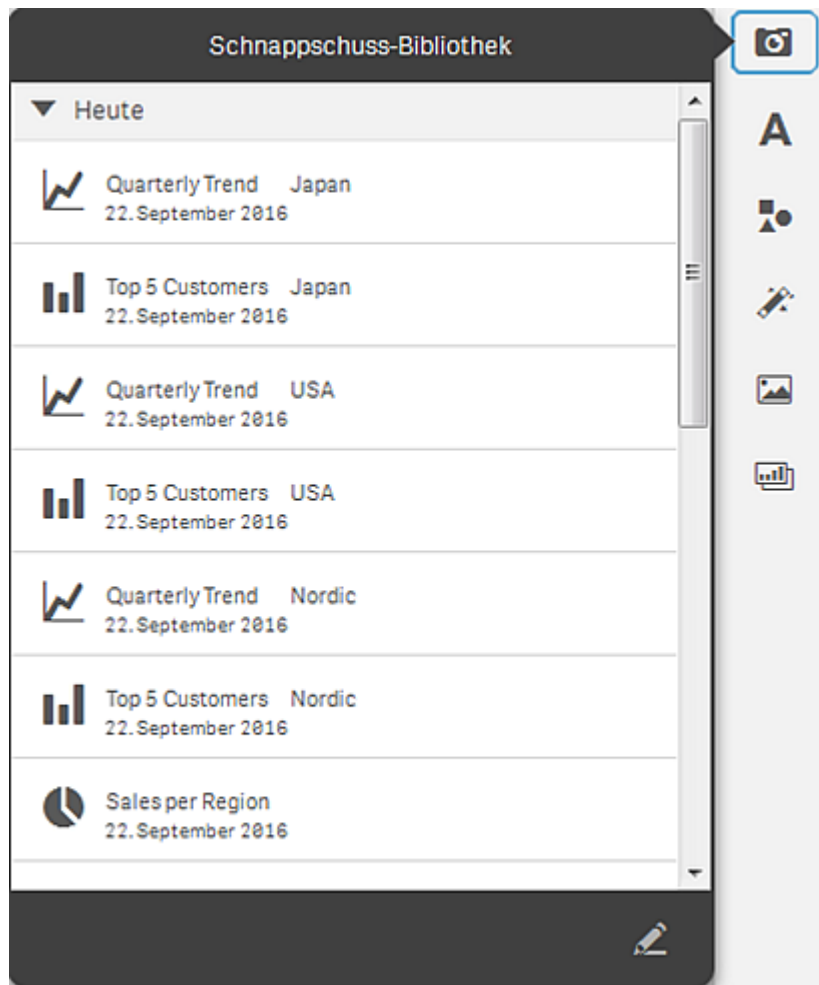 Schnappschuss-Bibliothek
Heute
Quarterly Trend Japan
22. September 2016
Top 5 Customers Japan
22. September 2016
Quarterly Trend USA
22. September 2016
Top 5 Customers USA
22. September 2016
Quarterly Trend Nordic
22. September 2016
Top 5 Customers Nordic
22. September 2016
Sales per Region
22. September 2016
A